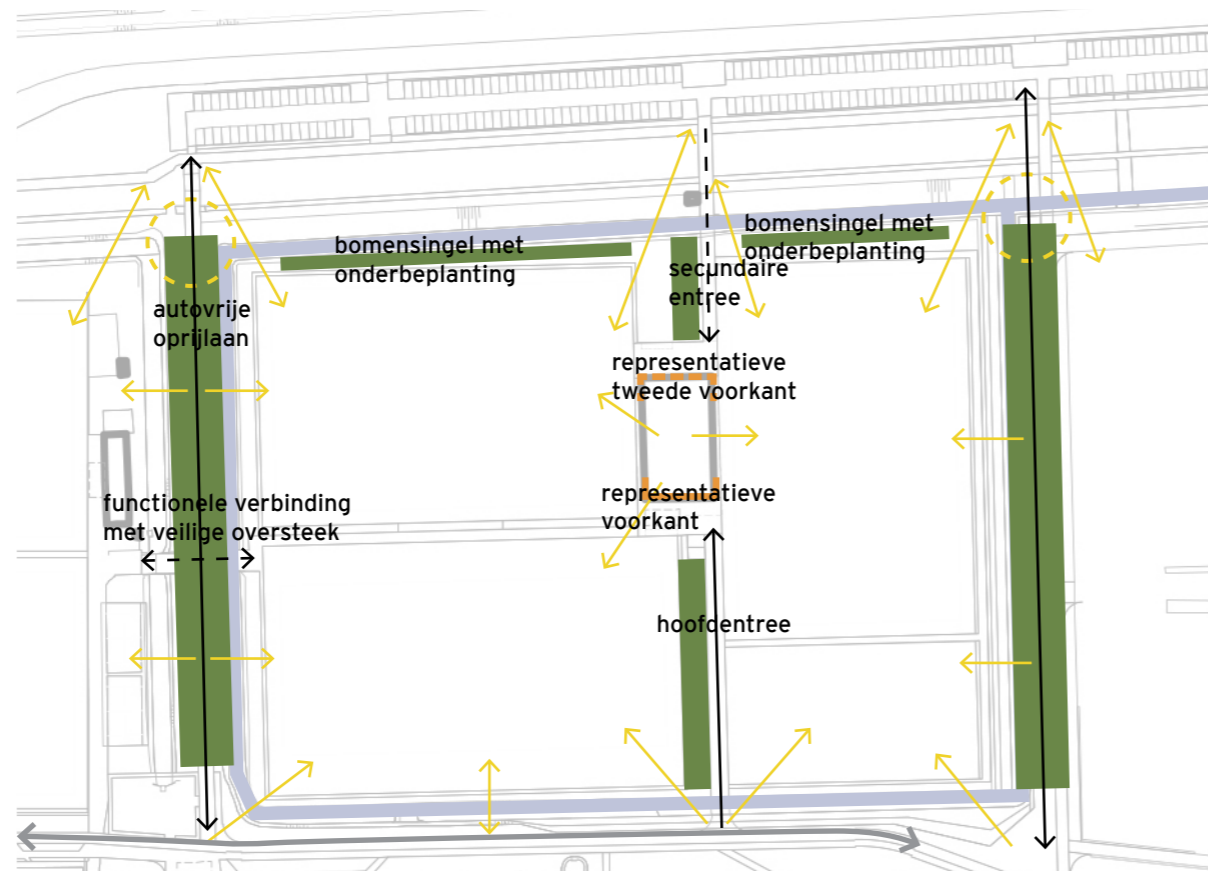 bomensingel met
onderbeplanting
bomensingel met
onderbeplanting
secundaire
entree
autovrije
oprijlaan
representatieve
tweede voorkant
representatieve
voorkant
functionele verbinding
met veilige oversteek
hoofdentree